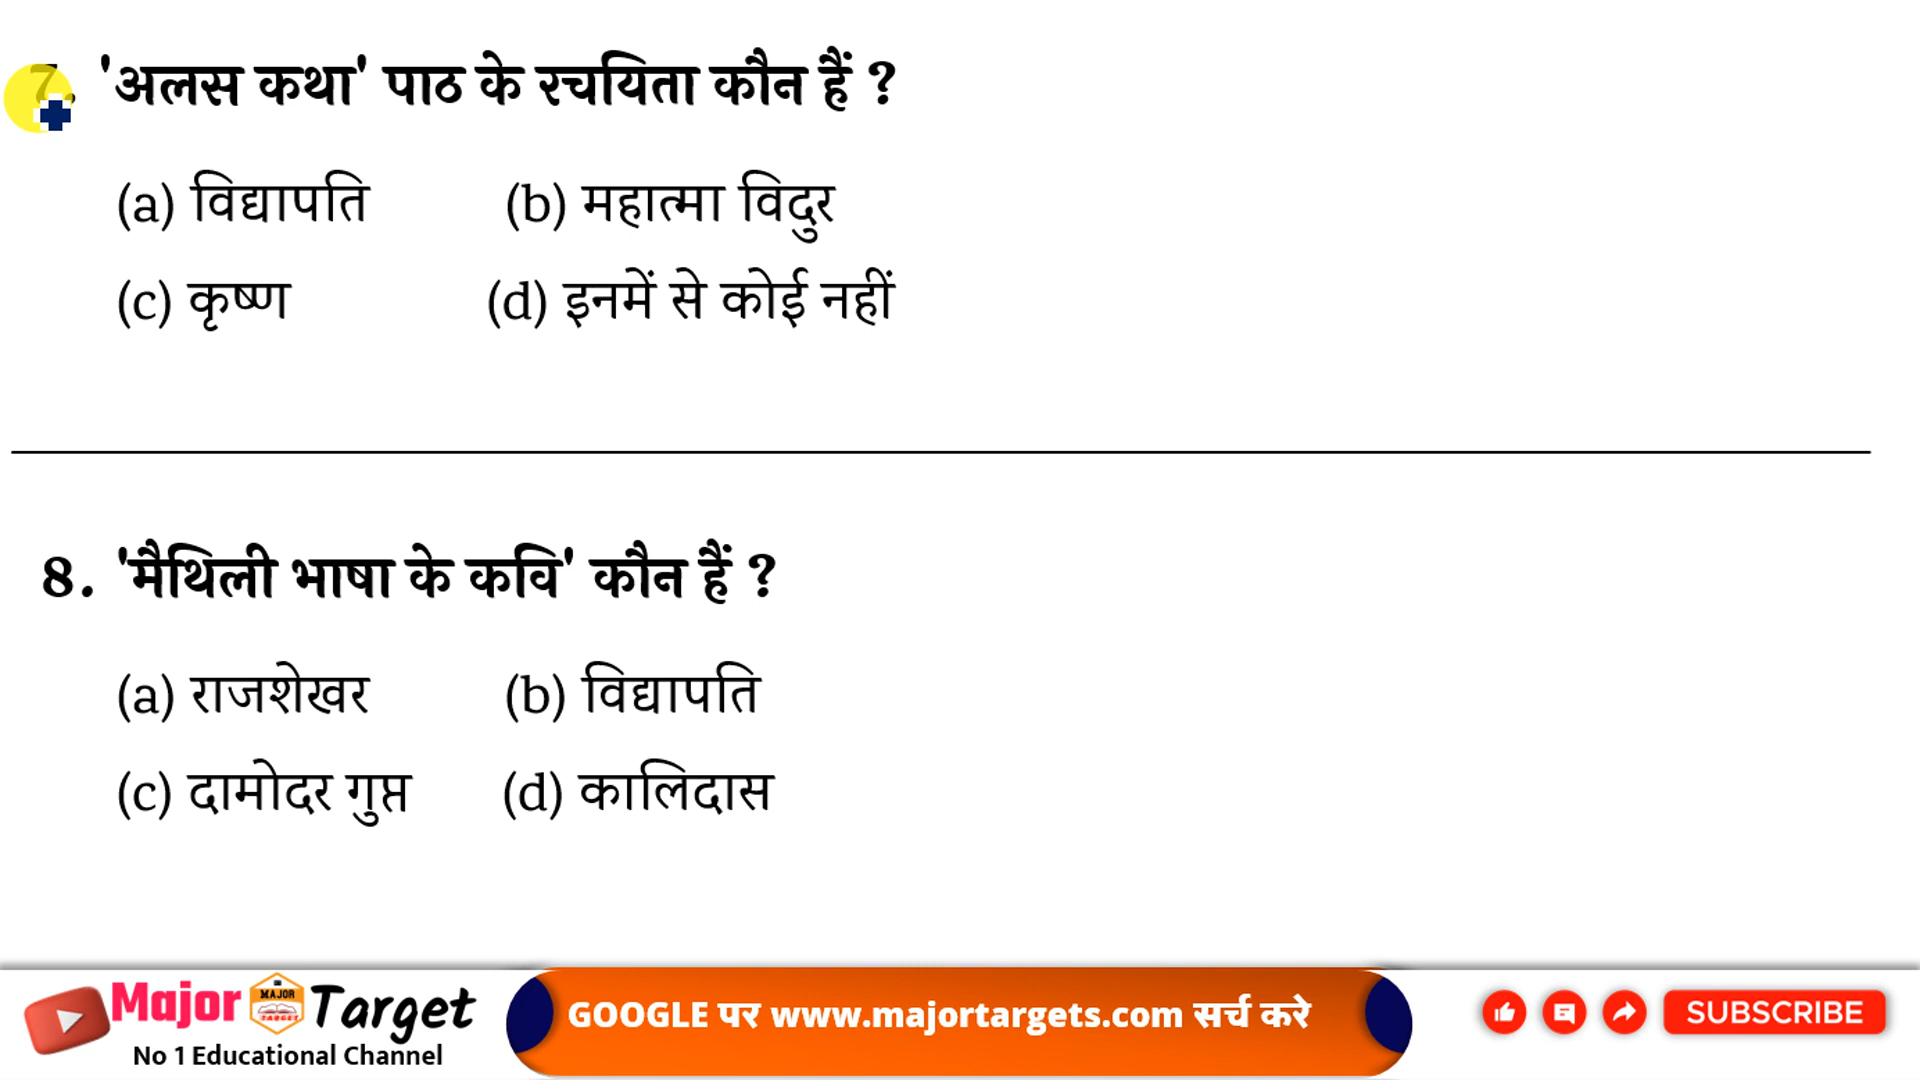 7. 'अलस कथा' पाठ के रचयिता कौन हैं ?
(a) विद्यापति (b) महात्मा विदुर
(c) कृष्ण (d) इनमें से कोई नहीं
8. 'मैथिली भाषा के कवि' कौन हैं ?
(a) राजशेखर (b) विद्यापति
(c) दामोदर गुप्त (d) कालिदास
Major MAJOR TARGET Target
No 1 Educational Channel
GOOGLE पर www.majortargets.com सर्च करे
SUBSCRIBE